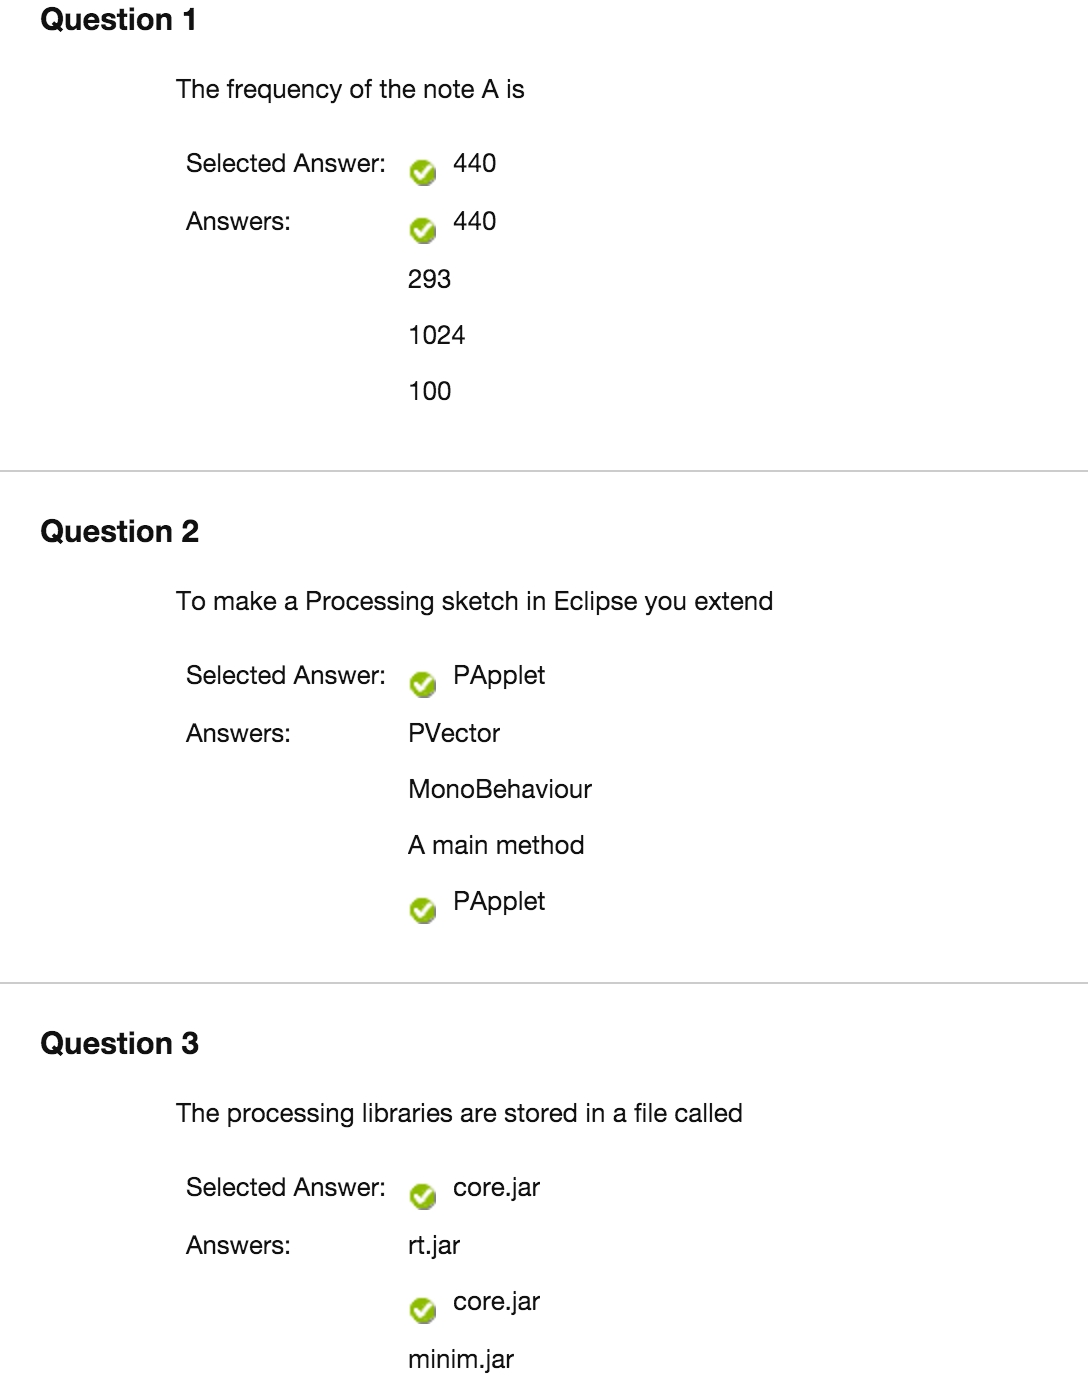 Question 1
The frequency of the note A is
Selected Answer: 440
Answers: 440
293
1024
100
Question 2
To make a Processing sketch in Eclipse you extend
Selected Answer: PApplet
Answers: PVector
MonoBehaviour
A main method
PApplet
Question 3
The processing libraries are stored in a file called
Selected Answer: core.jar
Answers: rt.jar
core.jar
minim.jar